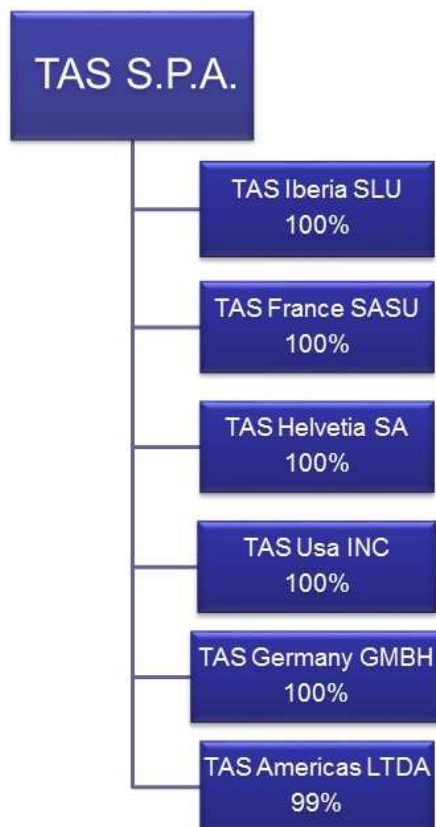 TAS S.P.A.
TAS Iberia SLU
100%
TAS France SASU
100%
TAS Helvetia SA
100%
TAS Usa INC
100%
TAS Germany GMBH
100%
TAS Americas LTDA
99%